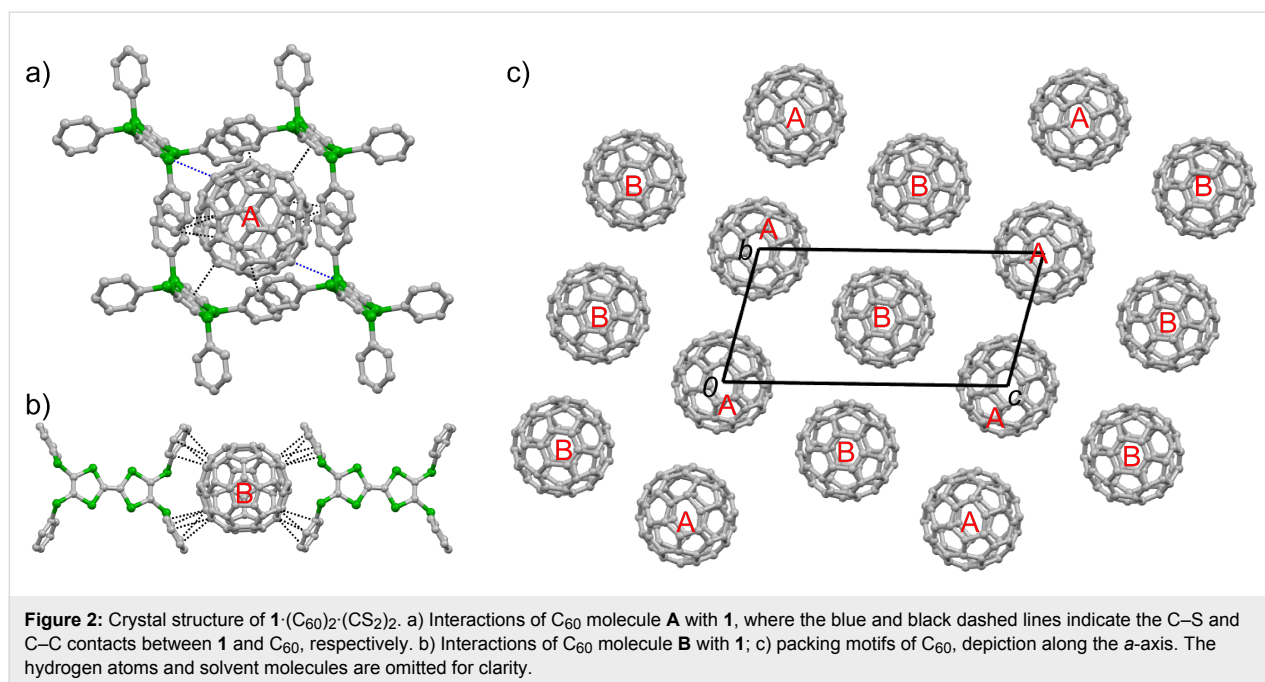 a)
A
b)
B
c)
A
A
B
B
B
A
b
A
B
B
B
0
A
A
c
B
B
B
A
A
Figure 2: Crystal structure of 1·(C60)2·(CS2)2. a) Interactions of C60 molecule A with 1, where the blue and black dashed lines indicate the C–S and
C–C contacts between 1 and C60, respectively. b) Interactions of C60 molecule B with 1; c) packing motifs of C60, depiction along the a-axis. The
hydrogen atoms and solvent molecules are omitted for clarity.